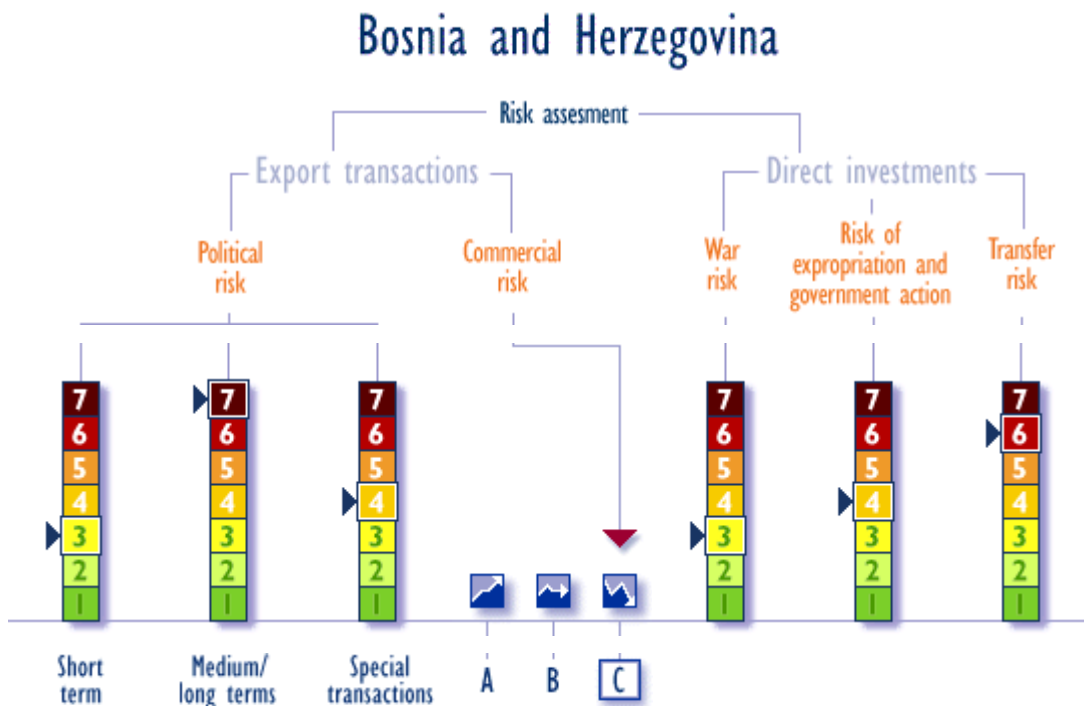 Bosnia and Herzegovina
Risk assesment
Export transactions
Direct investments
Political
risk
Commercial
risk
War
risk
Risk of
expropriation and
government action
Transfer
risk
7 7 7 7 7 7
6 6 6 6 6 6
5 5 5 5 5 5
4 4 4 4 4 4
3 3 3 3 3 3
2 2 2 2 2 2
1 1 1 1 1 1
Short
term
Medium/
long terms
Special
transactions
A B C